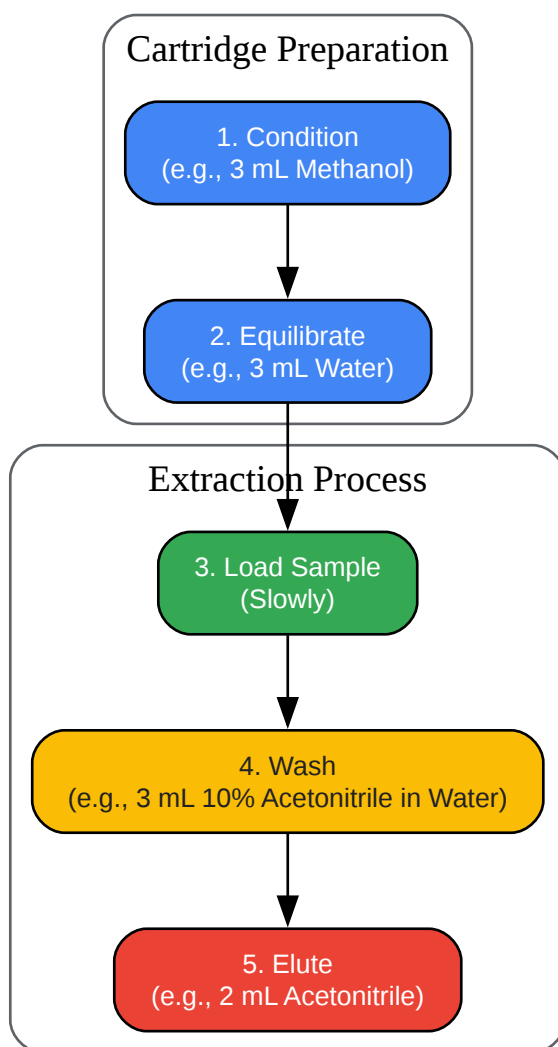 Cartridge Preparation
1. Condition
(e.g., 3 mL Methanol)
2. Equilibrate
(e.g., 3 mL Water)
Extraction Process
3. Load Sample
(Slowly)
4. Wash
(e.g., 3 mL 10% Acetonitrile in Water)
5. Elute
(e.g., 2 mL Acetonitrile)